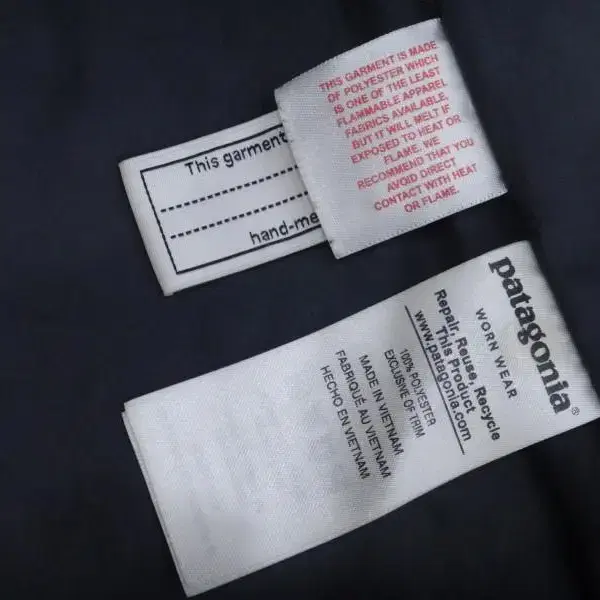 THIS GARMENT IS MADE
OF POLYESTER WHICH
IS ONE OF THE LEAST
FLAMMABLE APPAREL
FABRICS AVAILABLE,
BUT IT WILL MELT IF
EXPOSED TO HEAT OR
FLAME. WE
RECOMMEND THAT YOU
AVOID DIRECT
CONTACT WITH HEAT
OR FLAME.
This garment
hand-me
patagonia®
WORN WEAR
Repair, Reuse, Recycle
This Product
www.patagonia.com
100% POLYESTER
EXCLUSIVE OF TRIM
MADE IN VIETNAM
FABRIQUÉ AU VIETNAM
HECHO EN VIETNAM